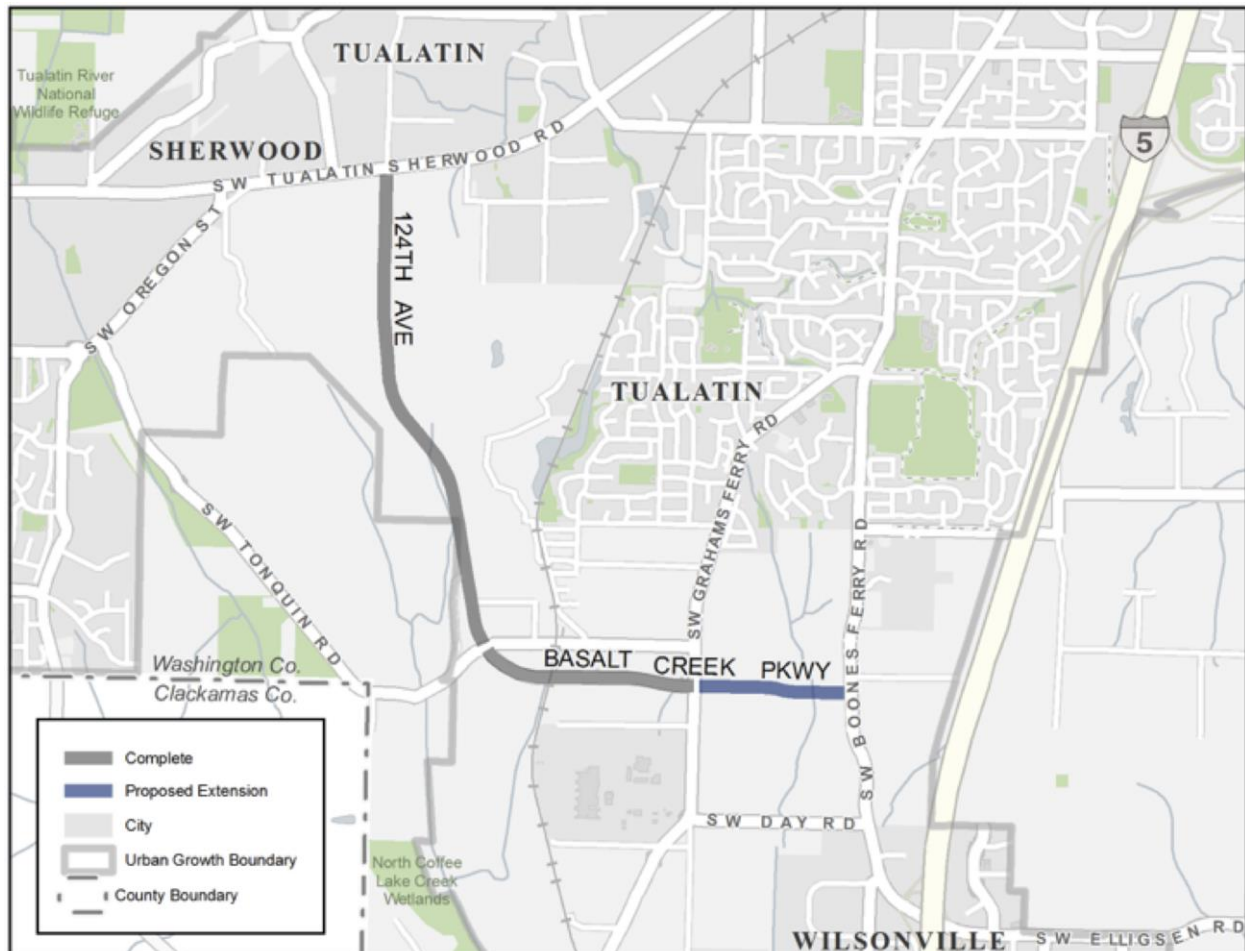 TUALATIN
Tualatin River
National
Wildlife Refuge
SHERWOOD
SW TUALATIN SHERWOOD RD
5
SW OREGON ST
124TH AVE
TUALATIN
SW GRAHAMS FERRY RD
SW TONQUIN RD
SW BOONES FERRY RD
BASALT CREEK PKWY
Washington Co.
Clackamas Co.
Complete
Proposed Extension
City
Urban Growth Boundary
County Boundary
SW DAY RD
North Coffee
Lake Creek
Wetlands
WILSONVILLE
SW ELLIGSEN RD